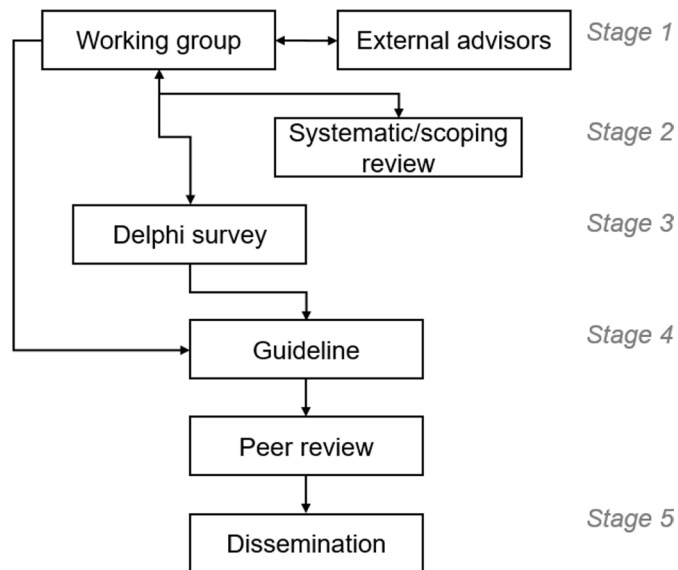 Working group
External advisors
Stage 1
Systematic/scoping
review
Stage 2
Delphi survey
Stage 3
Guideline
Stage 4
Peer review
Dissemination
Stage 5